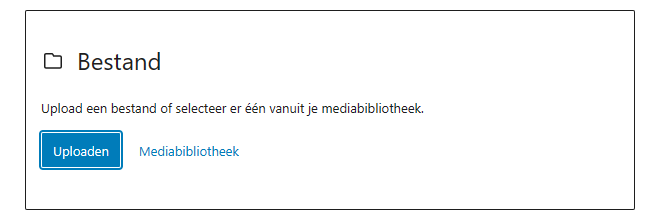 Bestand
Upload een bestand of selecteer er één vanuit je mediabibliotheek.
Uploaden Mediabibliotheek